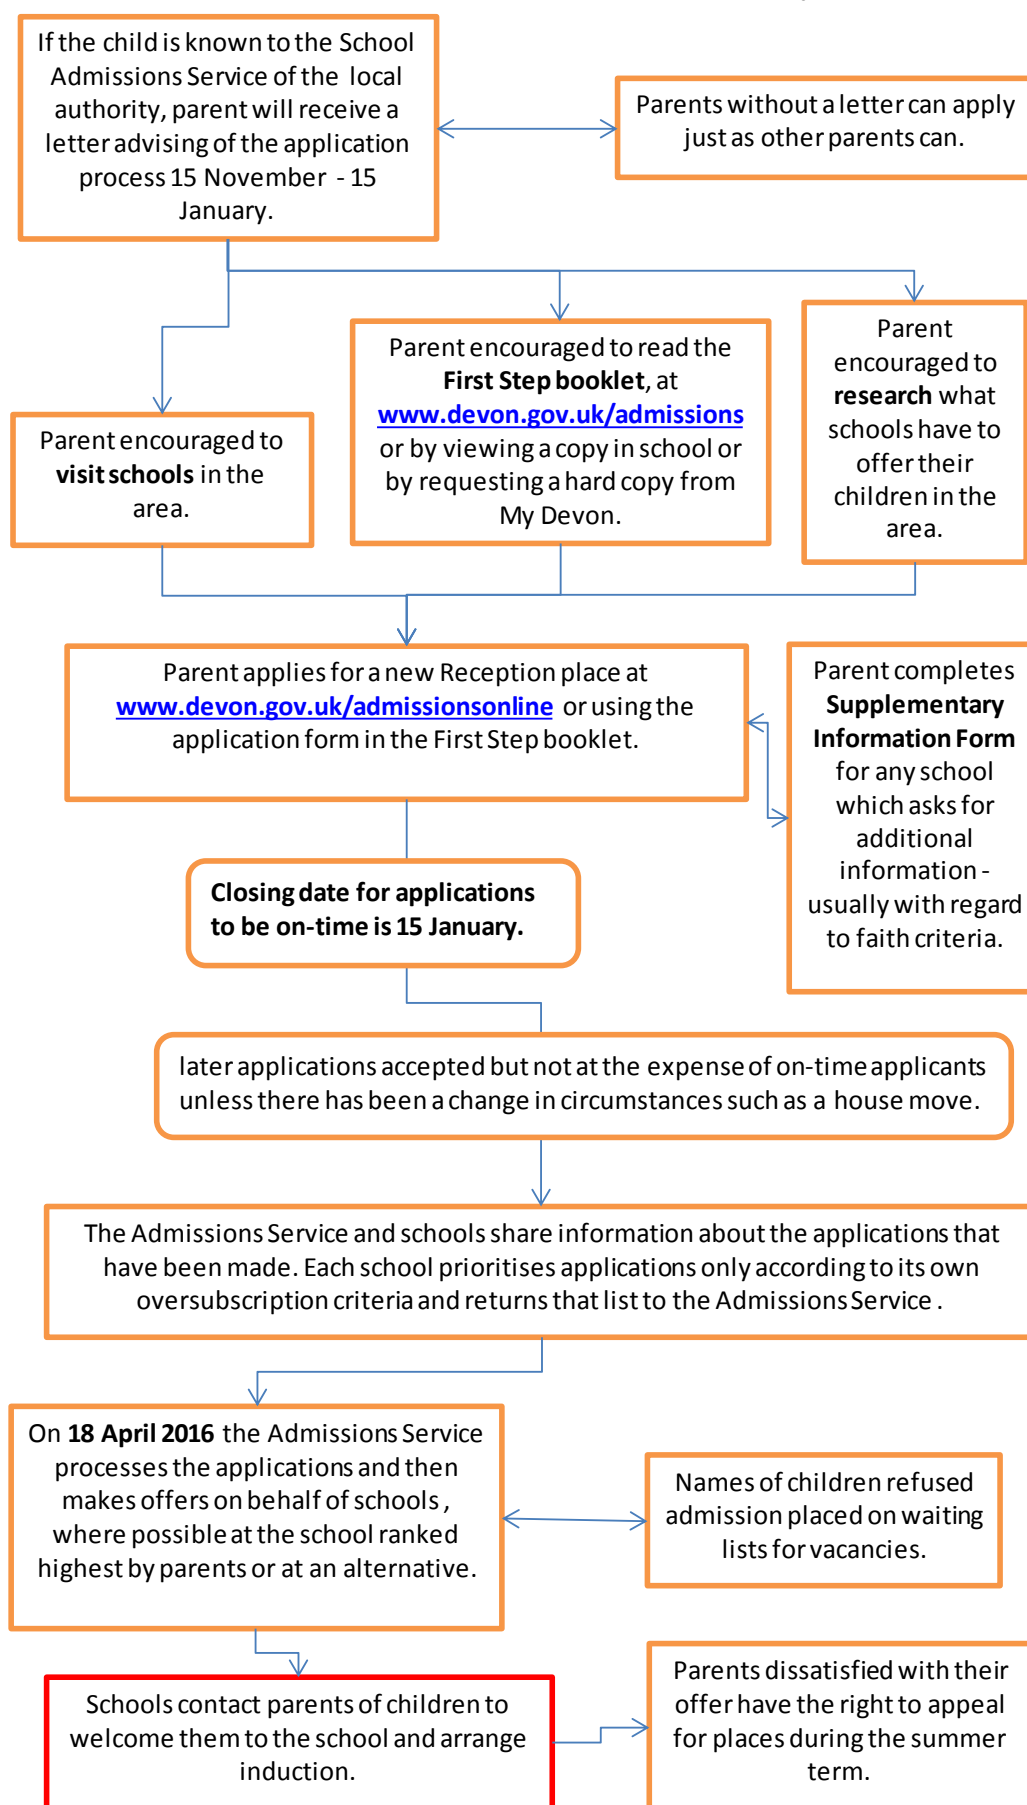 If the child is known to the School
Admissions Service of the local
authority, parent will receive a
letter advising of the application
process 15 November - 15
January.
Parents without a letter can apply
just as other parents can.
Parent encouraged to
visit schools in the
area.
Parent encouraged to read the
First Step booklet, at
www.devon.gov.uk/admissions
or by viewing a copy in school or
by requesting a hard copy from
My Devon.
Parent
encouraged to
research what
schools have to
offer their
children in the
area.
Parent applies for a new Reception place at
www.devon.gov.uk/admissionsonline or using the
application form in the First Step booklet.
Parent completes
Supplementary
Information Form
for any school
which asks for
additional
information -
usually with regard
to faith criteria.
Closing date for applications
to be on-time is 15 January.
later applications accepted but not at the expense of on-time applicants
unless there has been a change in circumstances such as a house move.
The Admissions Service and schools share information about the applications that
have been made. Each school prioritises applications only according to its own
oversubscription criteria and returns that list to the Admissions Service .
On 18 April 2016 the Admissions Service
processes the applications and then
makes offers on behalf of schools ,
where possible at the school ranked
highest by parents or at an alternative.
Names of children refused
admission placed on waiting
lists for vacancies.
Schools contact parents of children to
welcome them to the school and arrange
induction.
Parents dissatisfied with their
offer have the right to appeal
for places during the summer
term.